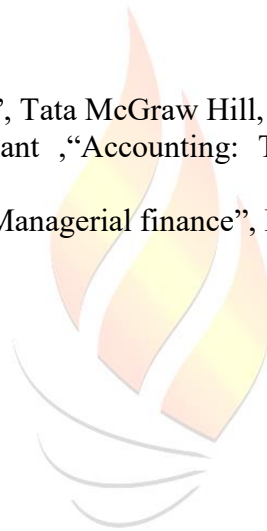 ”, Tata McGraw Hill,
ant ,“Accounting: T
Managerial finance”,